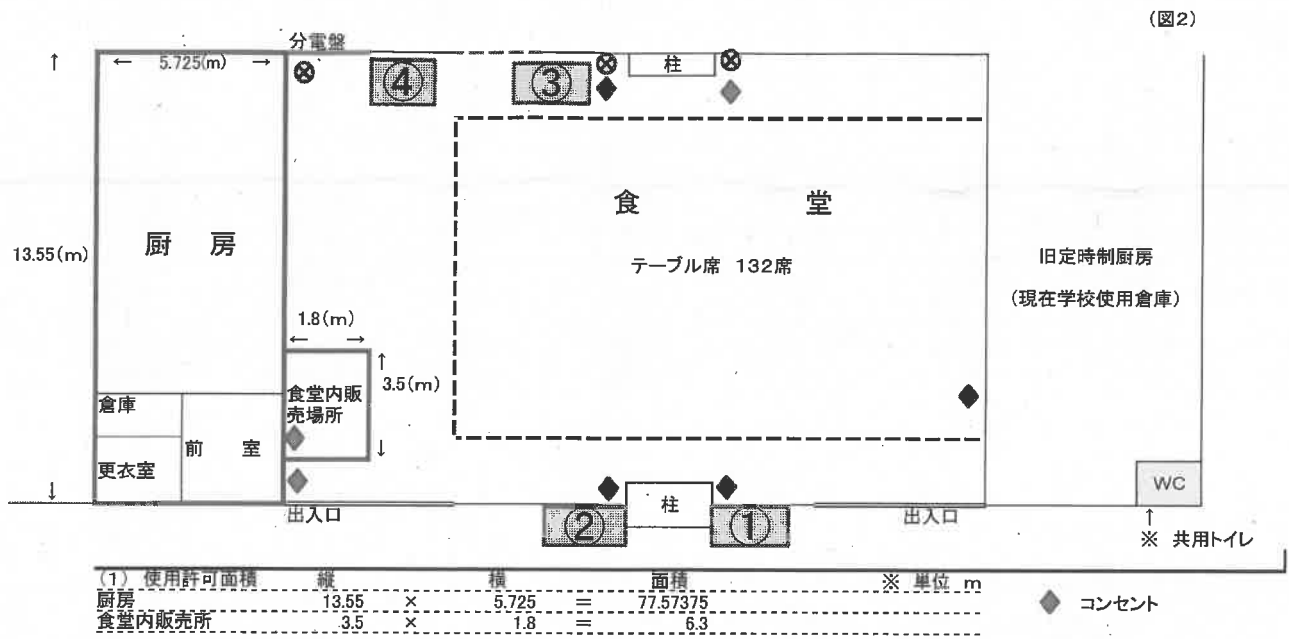 (図2)
分電盤
← 5.725(m) →
↑
④
③
柱
食 堂
13.55(m)
厨 房
テーブル席 132席
旧定時制厨房
(現在学校使用倉庫)
1.8(m)
← →
↑
3.5(m)
↓
食堂内販
売場所
倉庫
前 室
更衣室
WC
↓
柱
出入口
②
①
出入口
↑
※ 共用トイレ
(1) 使用許可面積 縦 横 面積 ※ 単位 m
厨房 13.55 × 5.725 = 77.57375
食堂内販売所 3.5 × 1.8 = 6.3
コンセント